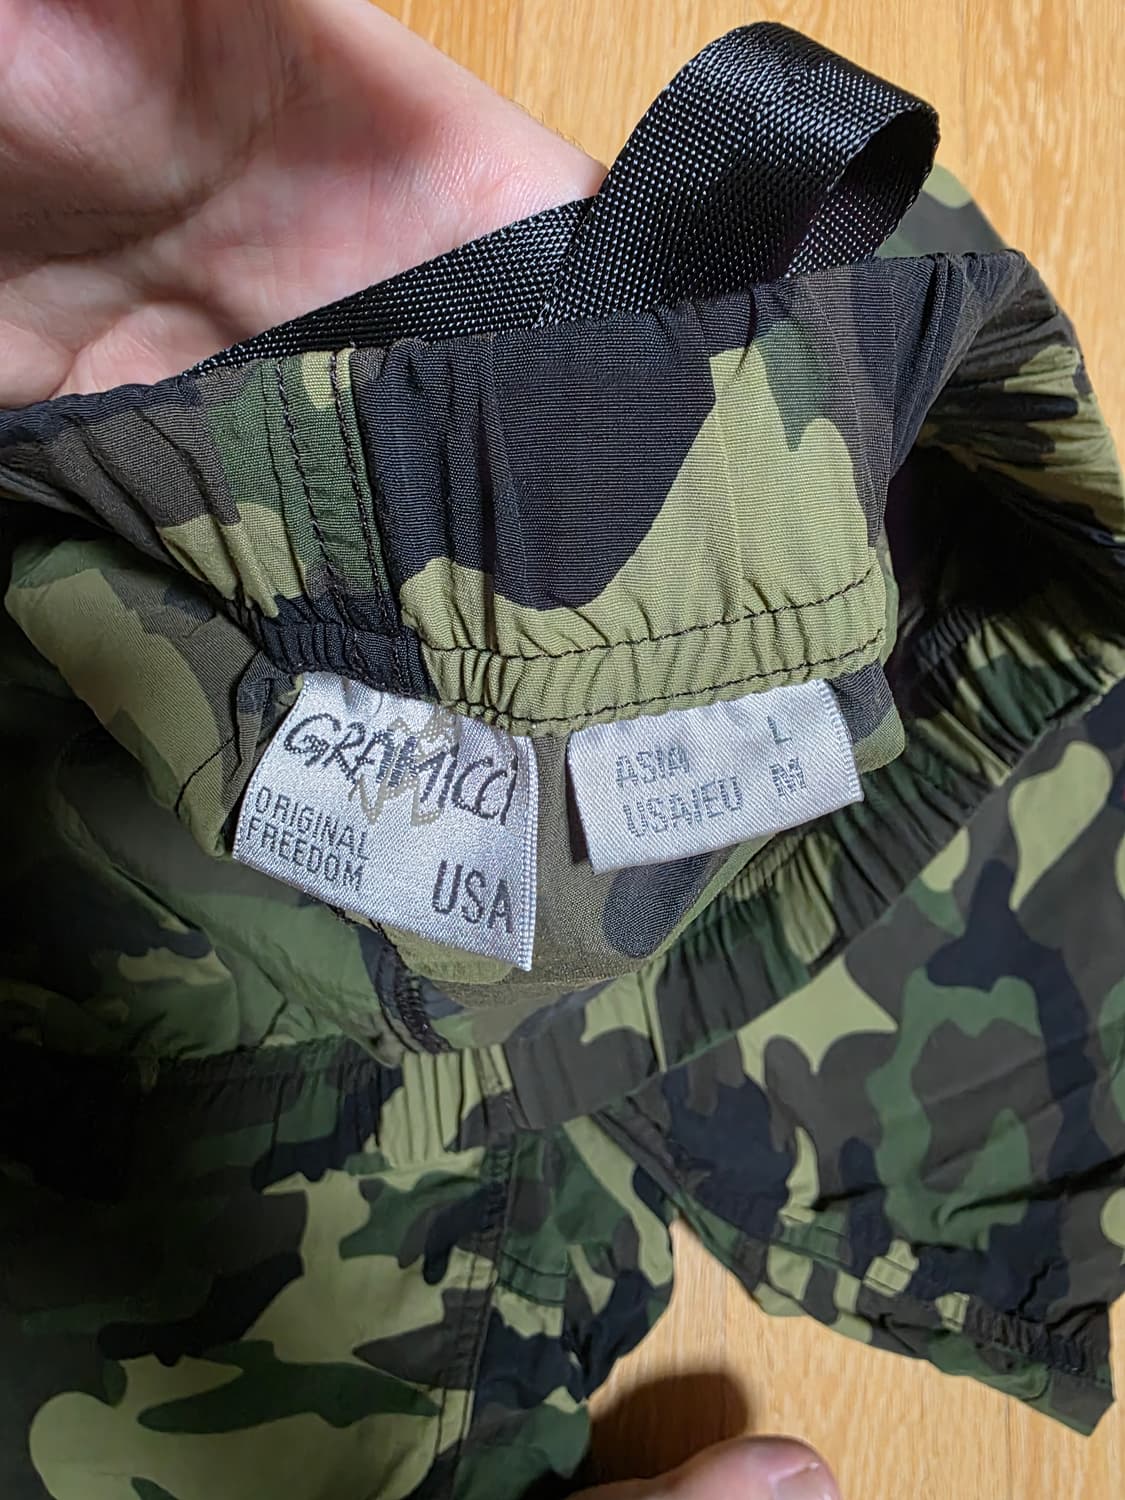 GRAMICCI
ORIGINAL
FREEDOM
USA
ASIA L
USA/EU M